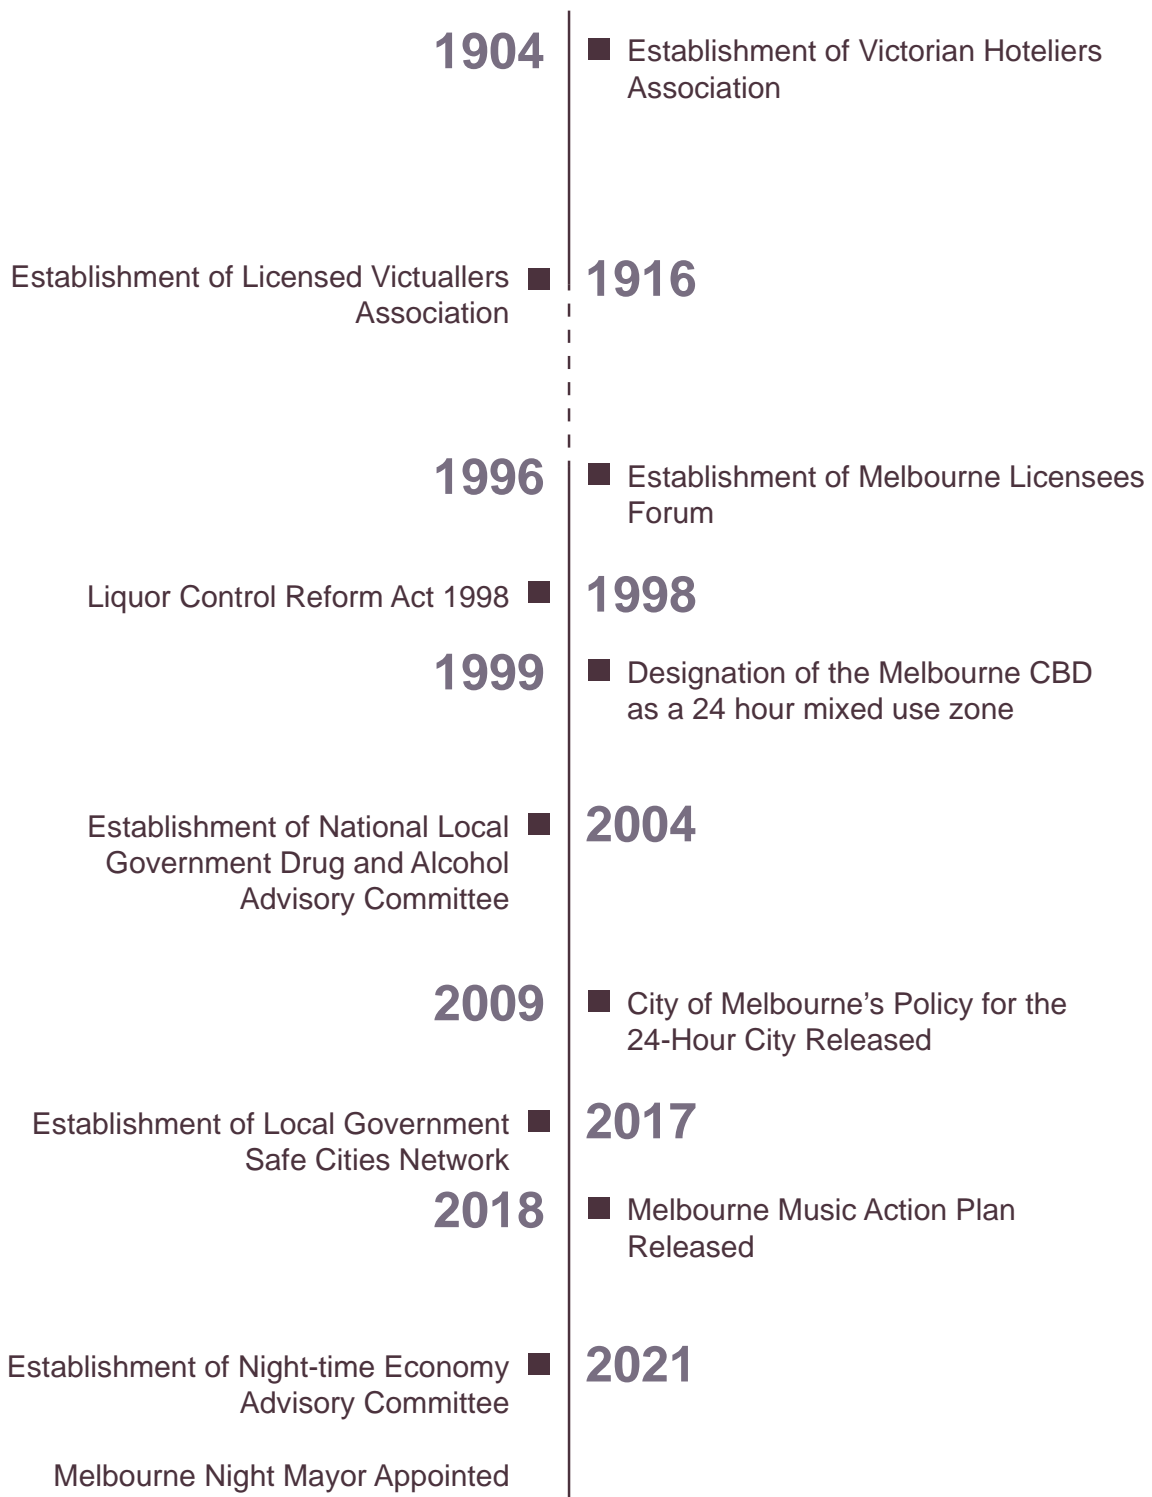 1904
Establishment of Victorian Hoteliers
Association
Establishment of Licensed Victuallers
Association
1916
1996
Establishment of Melbourne Licensees
Forum
Liquor Control Reform Act 1998
1998
1999
Designation of the Melbourne CBD
as a 24 hour mixed use zone
Establishment of National Local
Government Drug and Alcohol
Advisory Committee
2004
2009
City of Melbourne’s Policy for the
24-Hour City Released
Establishment of Local Government
Safe Cities Network
2017
2018
Melbourne Music Action Plan
Released
Establishment of Night-time Economy
Advisory Committee
2021
Melbourne Night Mayor Appointed